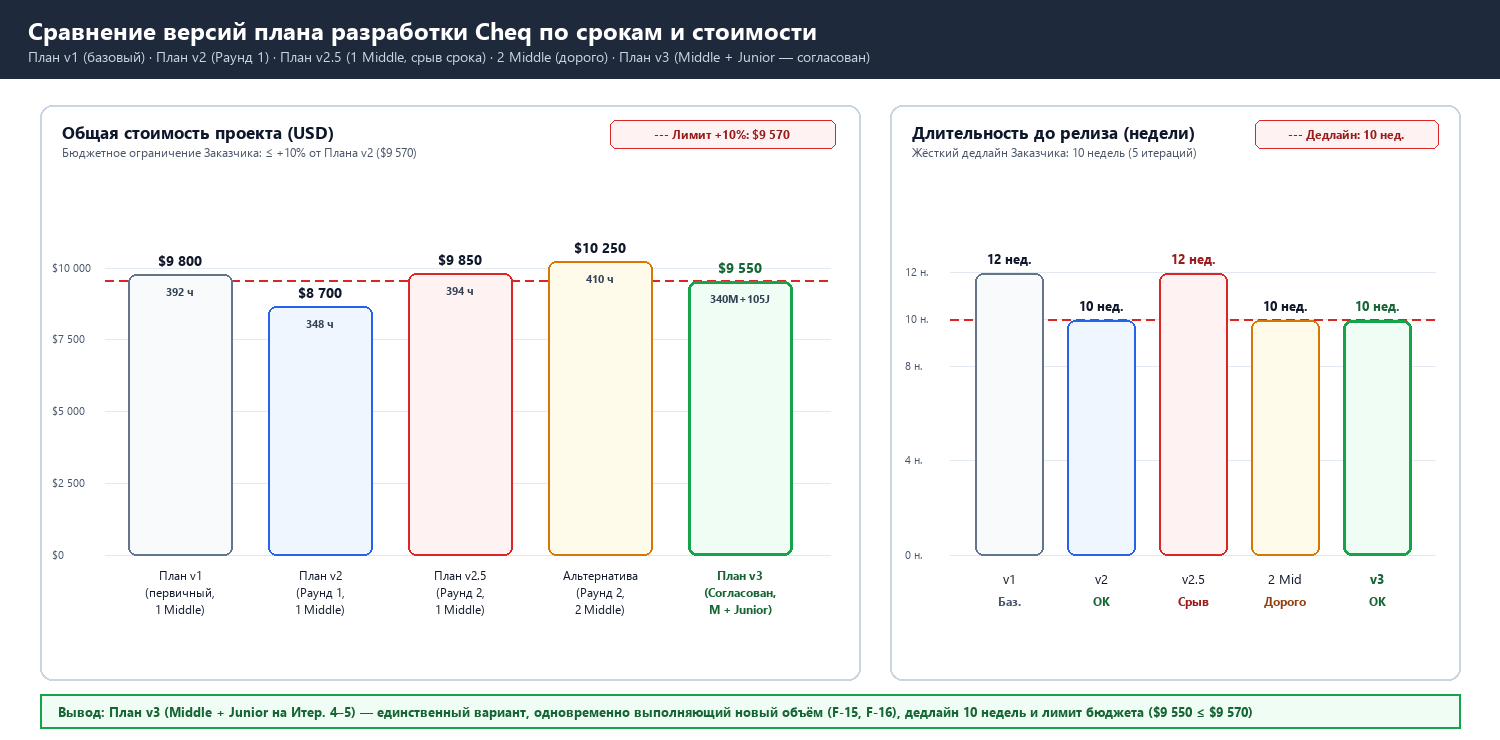 Сравнение версий плана разработки Cheq по срокам и стоимости
План v1 (базовый) · План v2 (Раунд 1) · План v2.5 (1 Middle, срыв срока) · 2 Middle (дорого) · План v3 (Middle + Junior — согласован)
Общая стоимость проекта (USD)
--- Лимит +10%: $9 570
Бюджетное ограничение Заказчика: ≤ +10% от Плана v2 ($9 570)
$10 000
$7 500
$5 000
$2 500
$0
$9 800
392 ч
$8 700
348 ч
$9 850
394 ч
$10 250
410 ч
$9 550
340M+105J
План v1
(первичный,
1 Middle)
План v2
(Раунд 1,
1 Middle)
План v2.5
(Раунд 2,
1 Middle)
Альтернатива
(Раунд 2,
2 Middle)
План v3
(Согласован,
M + Junior)
Длительность до релиза (недели)
--- Дедлайн: 10 нед.
Жёсткий дедлайн Заказчика: 10 недель (5 итераций)
12 н.
10 н.
8 н.
4 н.
0 н.
12 нед.
10 нед.
12 нед.
10 нед.
10 нед.
v1
Баз.
v2
OK
v2.5
Срыв
2 Mid
Дорого
v3
OK
Вывод: План v3 (Middle + Junior на Итер. 4–5) — единственный вариант, одновременно выполняющий новый объём (F-15, F-16), дедлайн 10 недель и лимит бюджета ($9 550 ≤ $9 570)